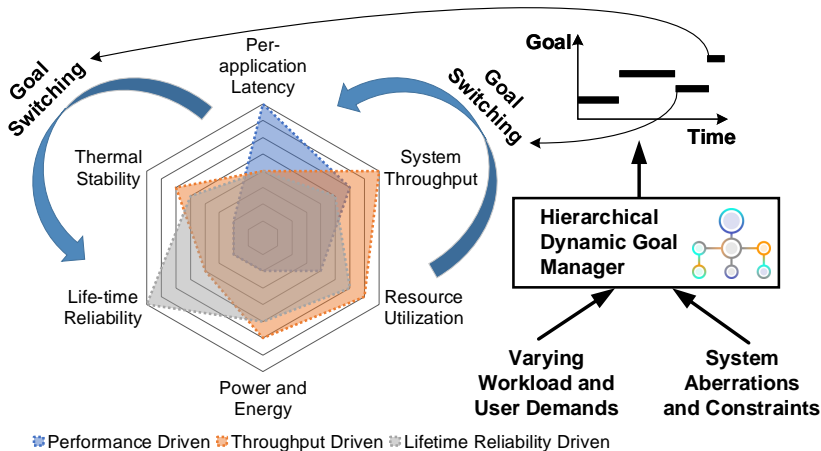 Goal
Switching
Per-
application
Latency
Thermal
Stability
System
Throughput
Life-time
Reliability
Resource
Utilization
Power and
Energy
Goal
Switching
Goal
Time
Hierarchical
Dynamic Goal
Manager
Varying
Workload and
User Demands
System
Aberrations
and Constraints
Performance Driven Throughput Driven Lifetime Reliability Driven